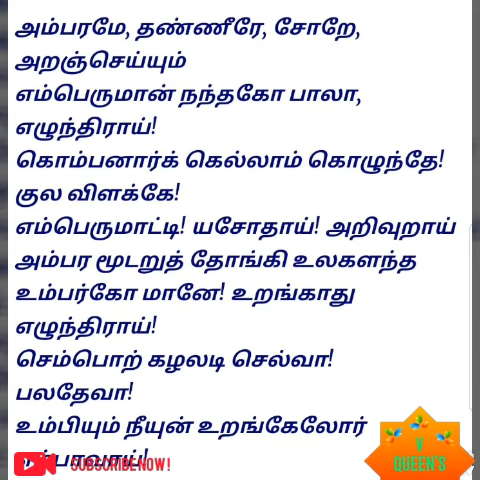 அம்பரமே, தண்ணீரே, சோறே,
அறஞ்செய்யும்
எம்பெருமான் நந்தகோ பாலா,
எழுந்திராய்!
கொம்பனார்க் கெல்லாம் கொழுந்தே!
குல விளக்கே!
எம்பெருமாட்டி! யசோதாய்! அறிவுறாய்
அம்பர மூடறுத் தோங்கி உலகளந்த
உம்பர்கோ மானே! உறங்காது
எழுந்திராய்!
செம்பொற் கழலடி செல்வா!
பலதேவா!
உம்பியும் நீயுன் உறங்கேலோர்
SUBSCRIBE NOW!
V
QUEEN'S